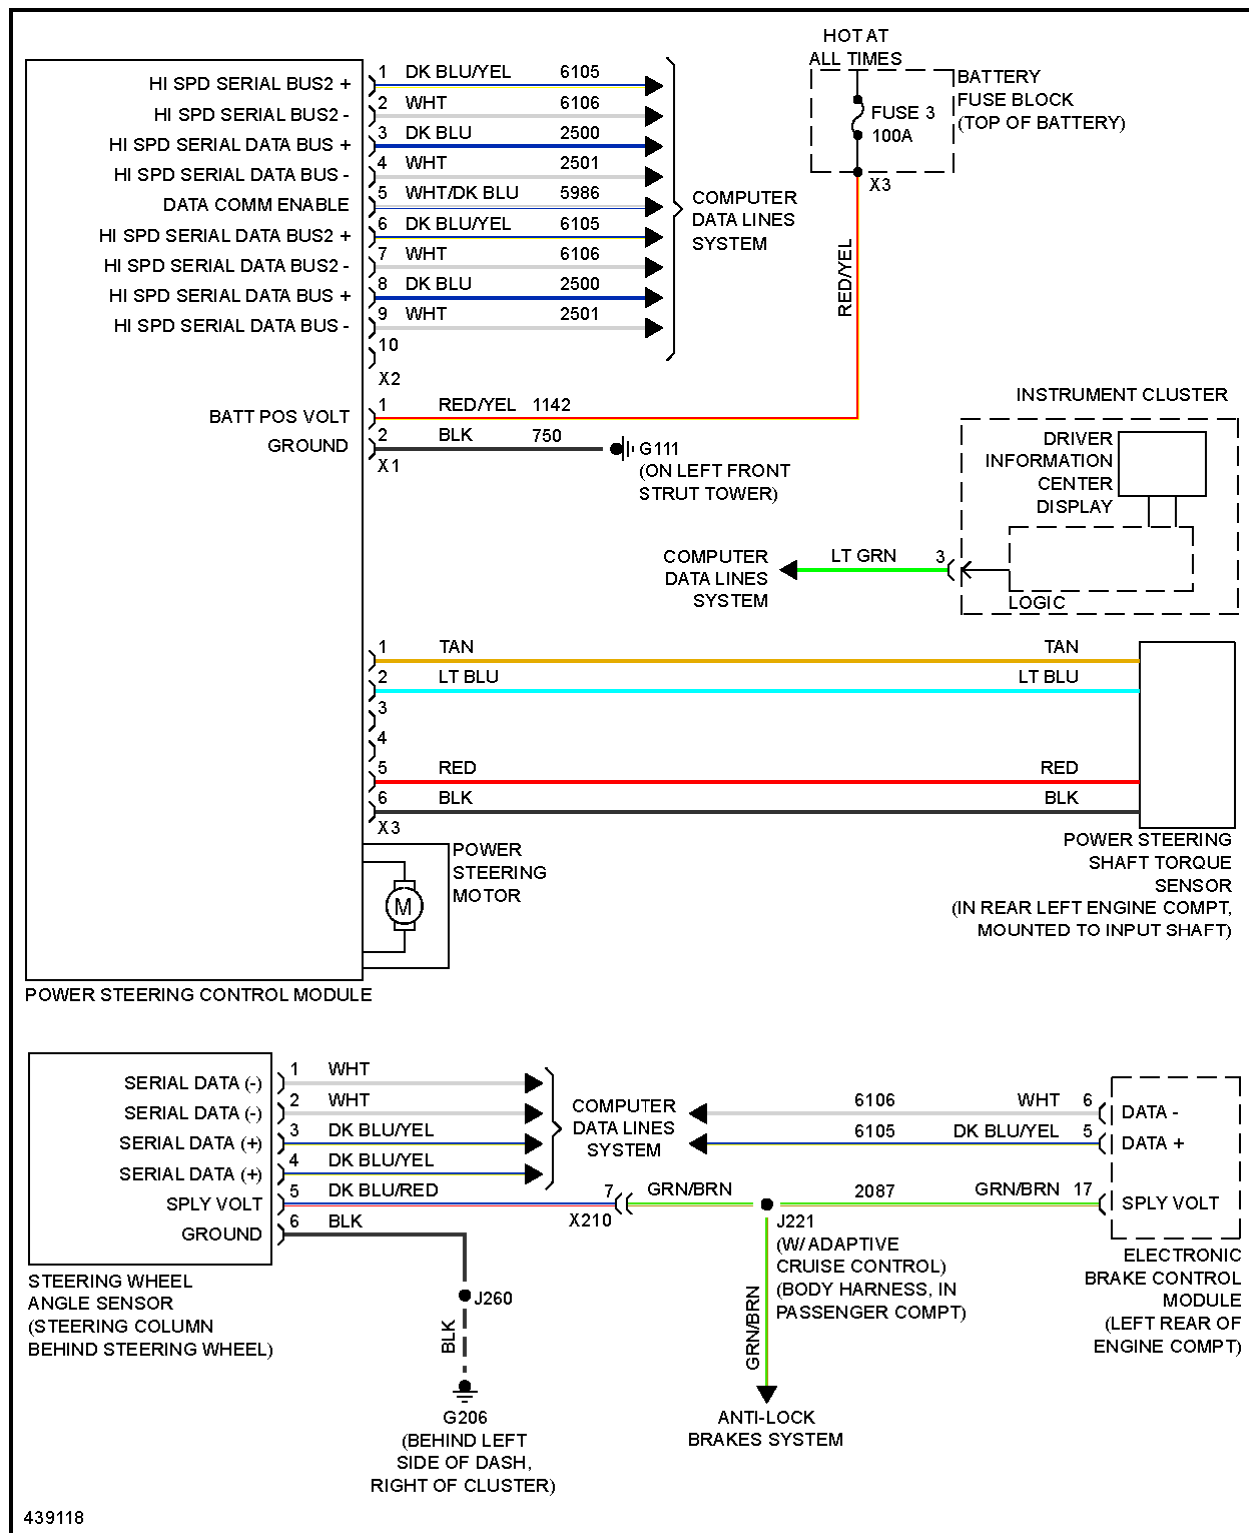 HOT AT
ALL TIMES
BATTERY
FUSE BLOCK
(TOP OF BATTERY)
FUSE 3
100A
X3
RED/YEL
HI SPD SERIAL BUS2 + 1 DK BLU/YEL 6105
HI SPD SERIAL BUS2 - 2 WHT 6106
HI SPD SERIAL DATA BUS + 3 DK BLU 2500
HI SPD SERIAL DATA BUS - 4 WHT 2501
DATA COMM ENABLE 5 WHT/DK BLU 5986
HI SPD SERIAL DATA BUS2 + 6 DK BLU/YEL 6105
HI SPD SERIAL DATA BUS2 - 7 WHT 6106
HI SPD SERIAL DATA BUS + 8 DK BLU 2500
HI SPD SERIAL DATA BUS - 9 WHT 2501
10
X2
COMPUTER
DATA LINES
SYSTEM
BATT POS VOLT 1 RED/YEL 1142
GROUND 2 BLK 750
X1
G111
(ON LEFT FRONT
STRUT TOWER)
INSTRUMENT CLUSTER
DRIVER
INFORMATION
CENTER
DISPLAY
LOGIC
COMPUTER
DATA LINES
SYSTEM
LT GRN 3
1 TAN TAN
2 LT BLU LT BLU
3
4
5 RED RED
6 BLK BLK
X3
POWER STEERING
SHAFT TORQUE
SENSOR
(IN REAR LEFT ENGINE COMPT,
MOUNTED TO INPUT SHAFT)
POWER
STEERING
MOTOR
M
POWER STEERING CONTROL MODULE
SERIAL DATA (-) 1 WHT
SERIAL DATA (-) 2 WHT
SERIAL DATA (+) 3 DK BLU/YEL
SERIAL DATA (+) 4 DK BLU/YEL
SPLY VOLT 5 DK BLU/RED 7
GROUND 6 BLK
X210
COMPUTER
DATA LINES
SYSTEM
6106 WHT 6 DATA -
6105 DK BLU/YEL 5 DATA +
GRN/BRN 2087 GRN/BRN 17 SPLY VOLT
J221
(W/ ADAPTIVE
CRUISE CONTROL)
(BODY HARNESS, IN
PASSENGER COMPT)
ELECTRONIC
BRAKE CONTROL
MODULE
(LEFT REAR OF
ENGINE COMPT)
STEERING WHEEL
ANGLE SENSOR
(STEERING COLUMN
BEHIND STEERING WHEEL)
J260
BLK
GRN/BRN
G206
(BEHIND LEFT
SIDE OF DASH,
RIGHT OF CLUSTER)
ANTI-LOCK
BRAKES SYSTEM
439118